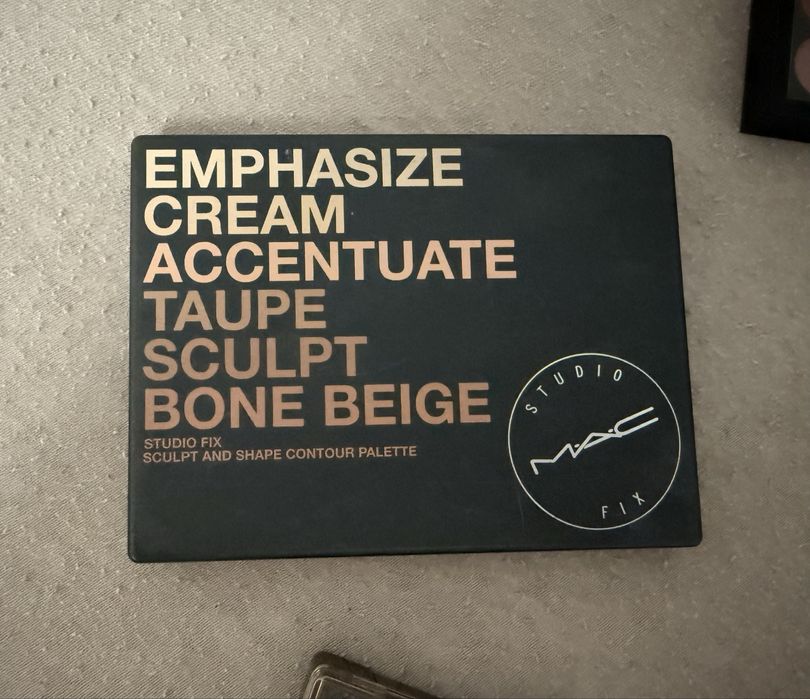 EMPHASIZE
CREAM
ACCENTUATE
TAUPE
SCULPT
BONE BEIGE
STUDIO FIX
SCULPT AND SHAPE CONTOUR PALETTE
STUDIO
M·A·C
FIX